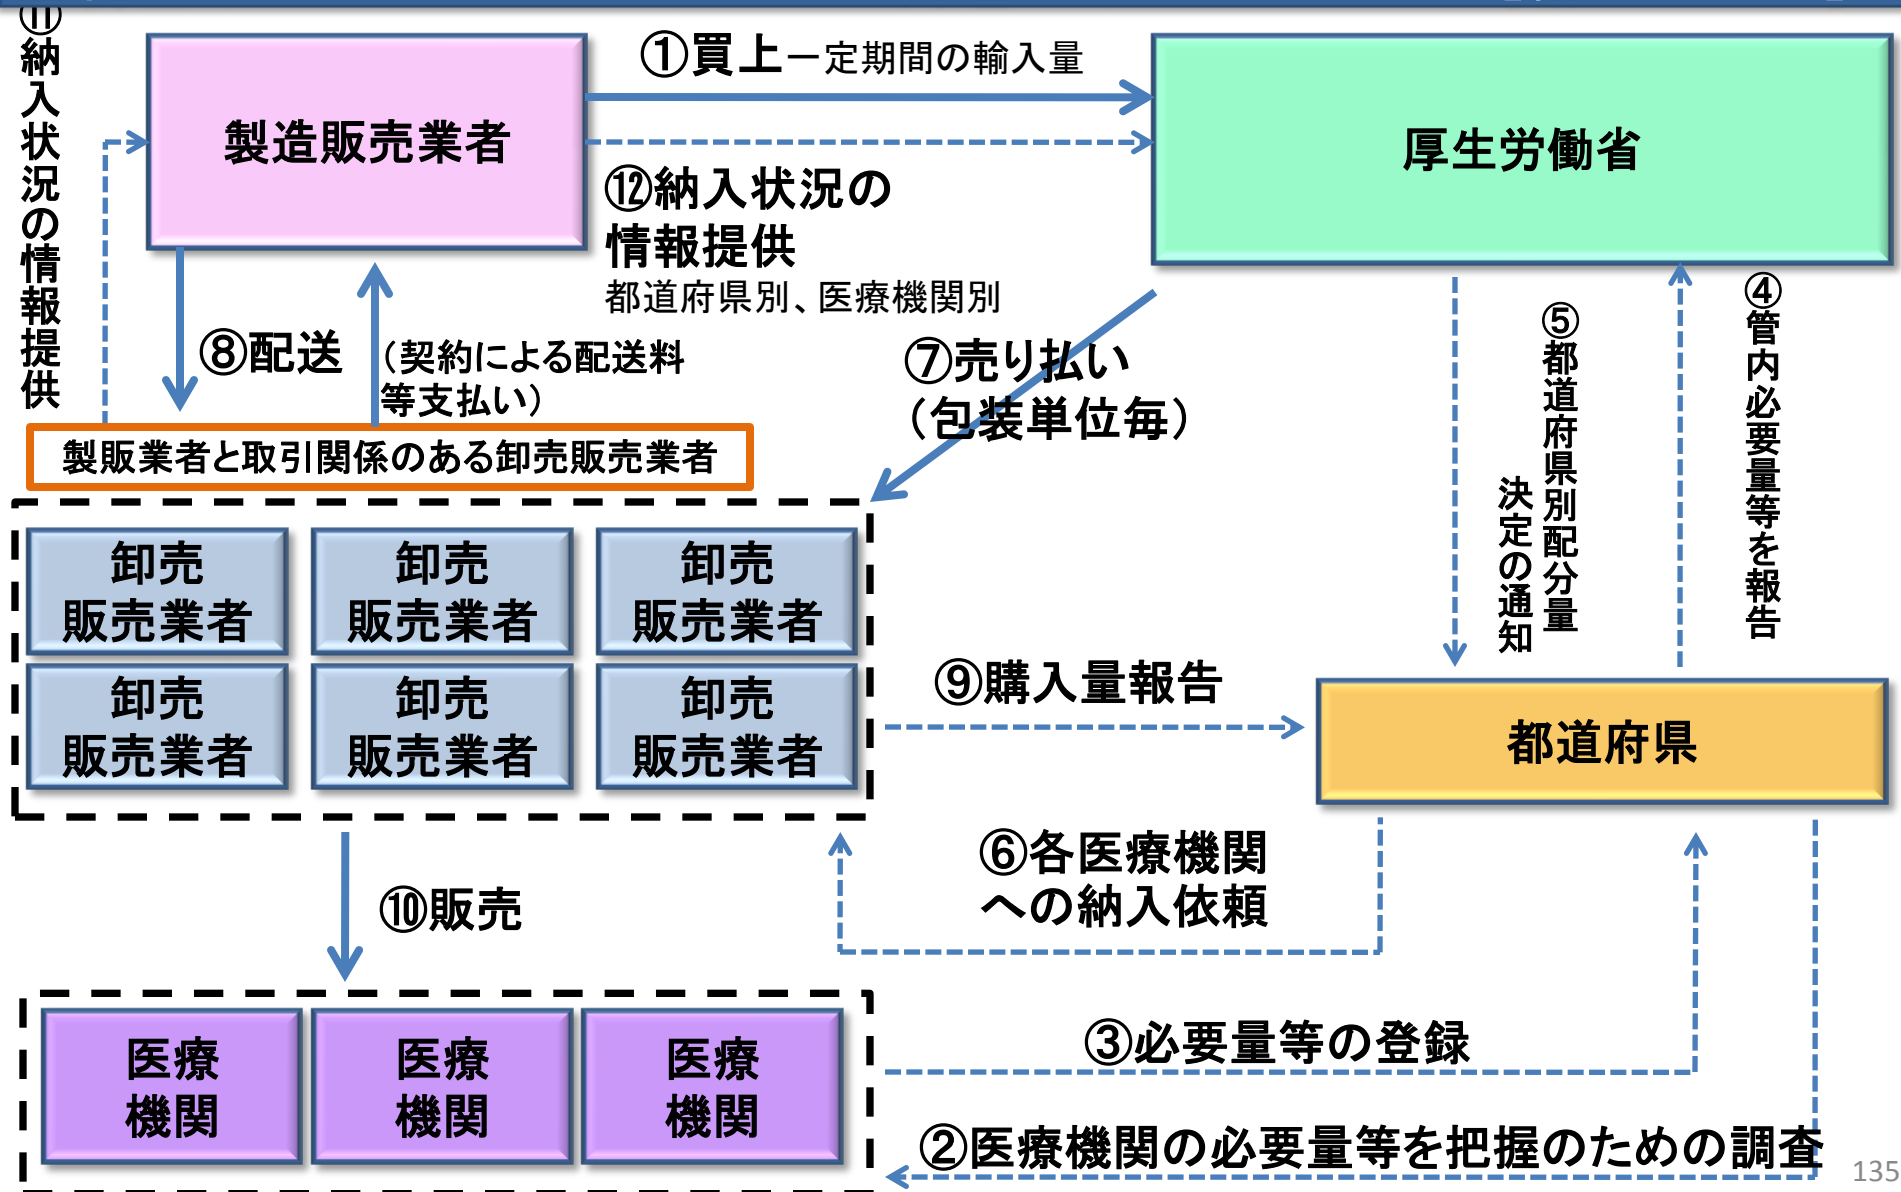 ⑪納入状況の情報提供
製造販売業者
①買上一定期間の輸入量
厚生労働省
⑫納入状況の
情報提供
都道府県別、医療機関別
⑧配送
（契約による配送料
等支払い）
⑦売り払い
（包装単位毎）
⑤都道府県別配分量
決定の通知
④管内必要量等を報告
製販業者と取引関係のある卸売販売業者
卸売
販売業者
卸売
販売業者
卸売
販売業者
卸売
販売業者
卸売
販売業者
卸売
販売業者
⑨購入量報告
都道府県
⑥各医療機関
への納入依頼
⑩販売
医療
機関
医療
機関
医療
機関
③必要量等の登録
②医療機関の必要量等を把握のための調査
135